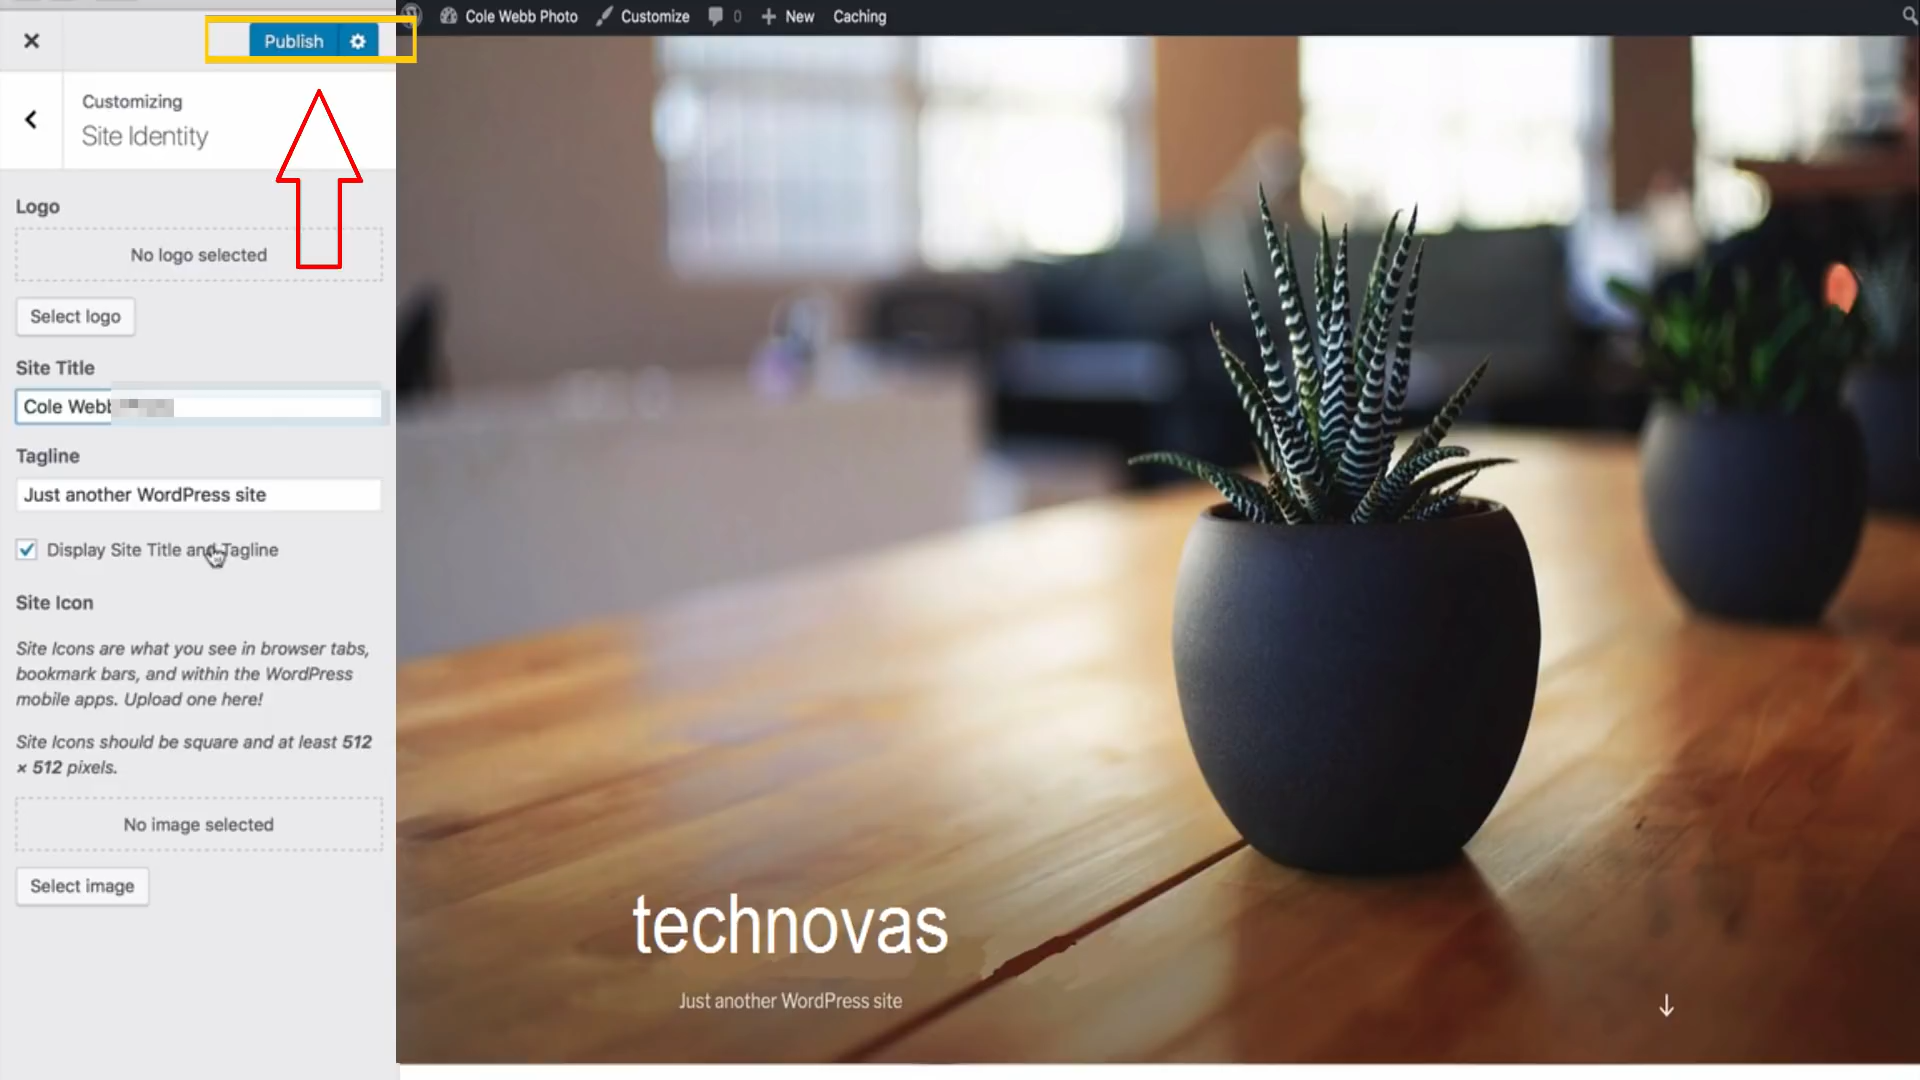 Cole Webb Photo Customize 0 New Caching
Publish
Customizing
Site Identity
Logo
No logo selected
Select logo
Site Title
Cole Webb
Tagline
Just another WordPress site
Display Site Title and Tagline
Site Icon
Site Icons are what you see in browser tabs,
bookmark bars, and within the WordPress
mobile apps. Upload one here!
Site Icons should be square and at least 512
× 512 pixels.
No image selected
Select image
technovas
Just another WordPress site